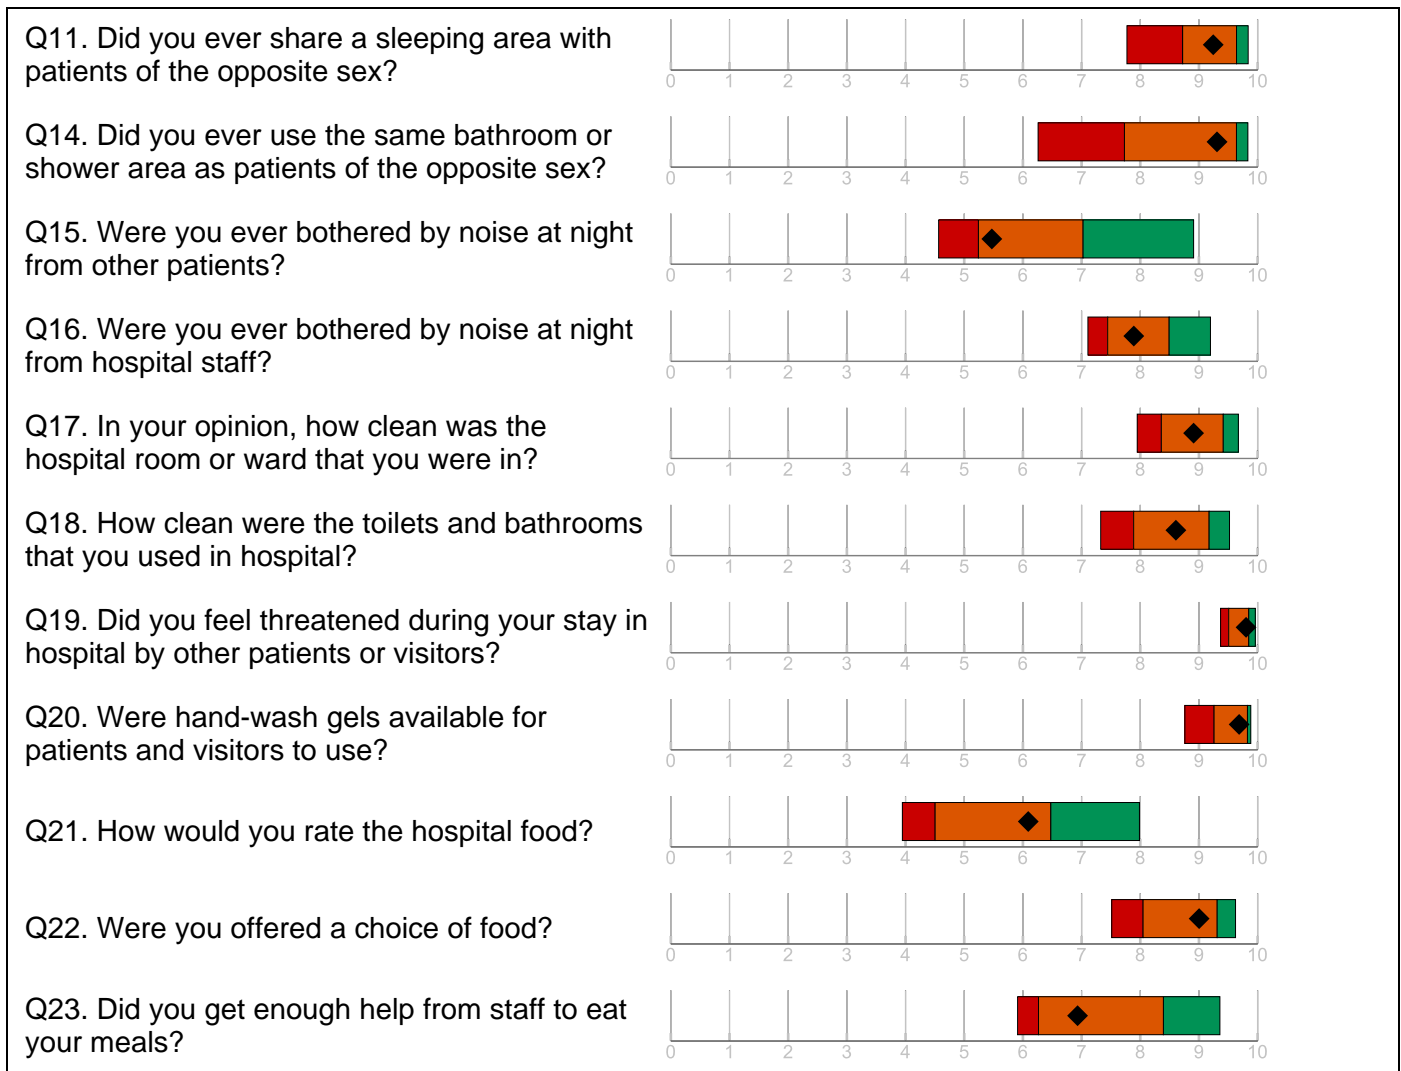 Q11. Did you ever share a sleeping area with
patients of the opposite sex?
0 1 2 3 4 5 6 7 8 9 10
Q14. Did you ever use the same bathroom or
shower area as patients of the opposite sex?
0 1 2 3 4 5 6 7 8 9 10
Q15. Were you ever bothered by noise at night
from other patients?
0 1 2 3 4 5 6 7 8 9 10
Q16. Were you ever bothered by noise at night
from hospital staff?
0 1 2 3 4 5 6 7 8 9 10
Q17. In your opinion, how clean was the
hospital room or ward that you were in?
0 1 2 3 4 5 6 7 8 9 10
Q18. How clean were the toilets and bathrooms
that you used in hospital?
0 1 2 3 4 5 6 7 8 9 10
Q19. Did you feel threatened during your stay in
hospital by other patients or visitors?
0 1 2 3 4 5 6 7 8 9 10
Q20. Were hand-wash gels available for
patients and visitors to use?
0 1 2 3 4 5 6 7 8 9 10
Q21. How would you rate the hospital food?
0 1 2 3 4 5 6 7 8 9 10
Q22. Were you offered a choice of food?
0 1 2 3 4 5 6 7 8 9 10
Q23. Did you get enough help from staff to eat
your meals?
0 1 2 3 4 5 6 7 8 9 10